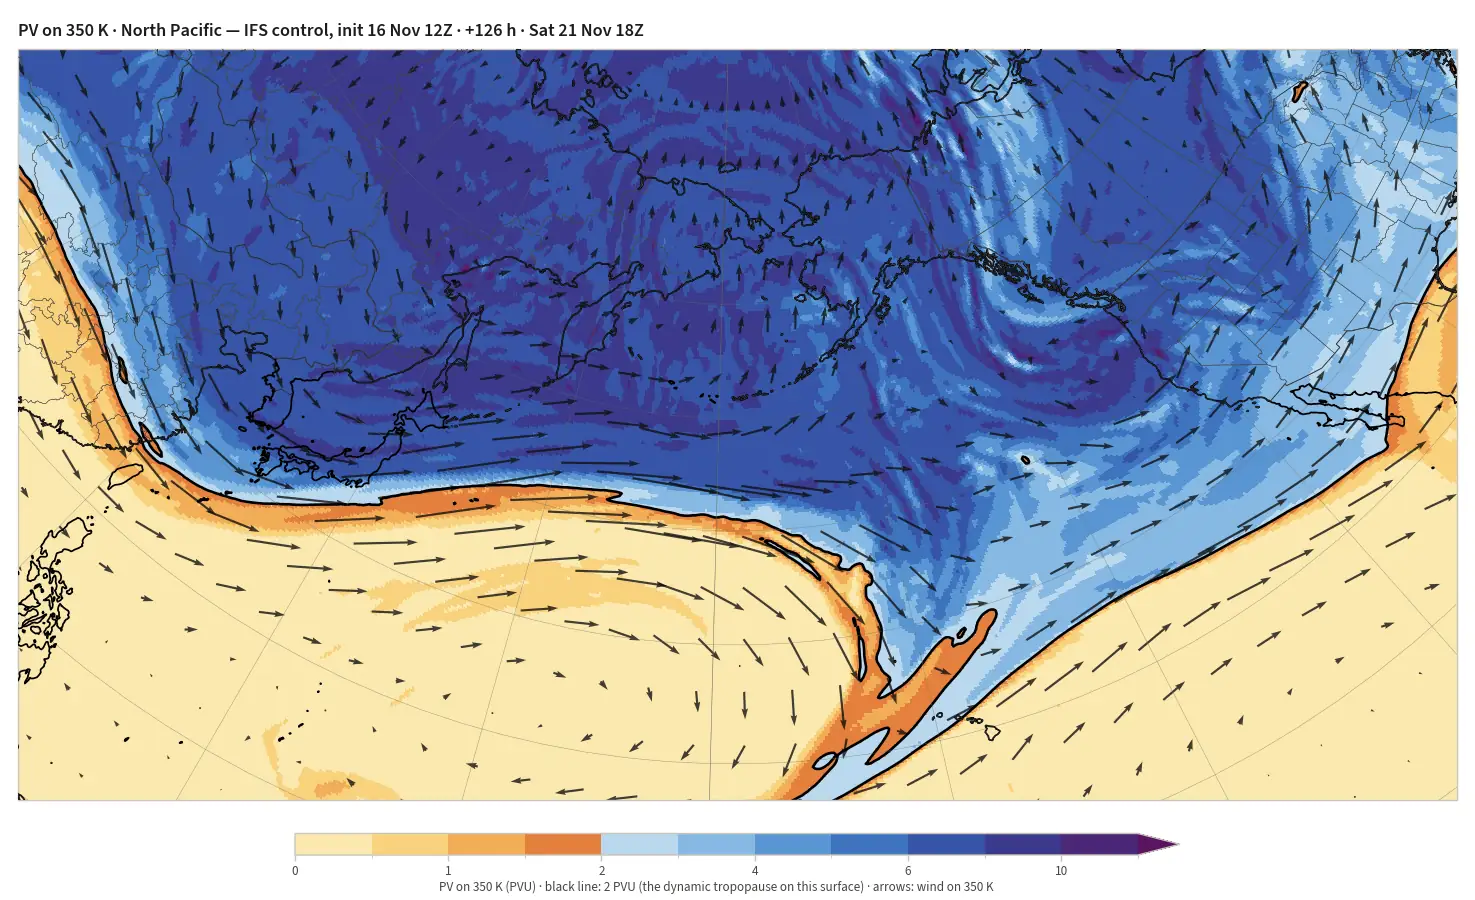 PV on 350 K · North Pacific — IFS control, init 16 Nov 12Z · +126 h · Sat 21 Nov 18Z
0 1 2 4 6 10
PV on 350 K (PVU) · black line: 2 PVU (the dynamic tropopause on this surface) · arrows: wind on 350 K